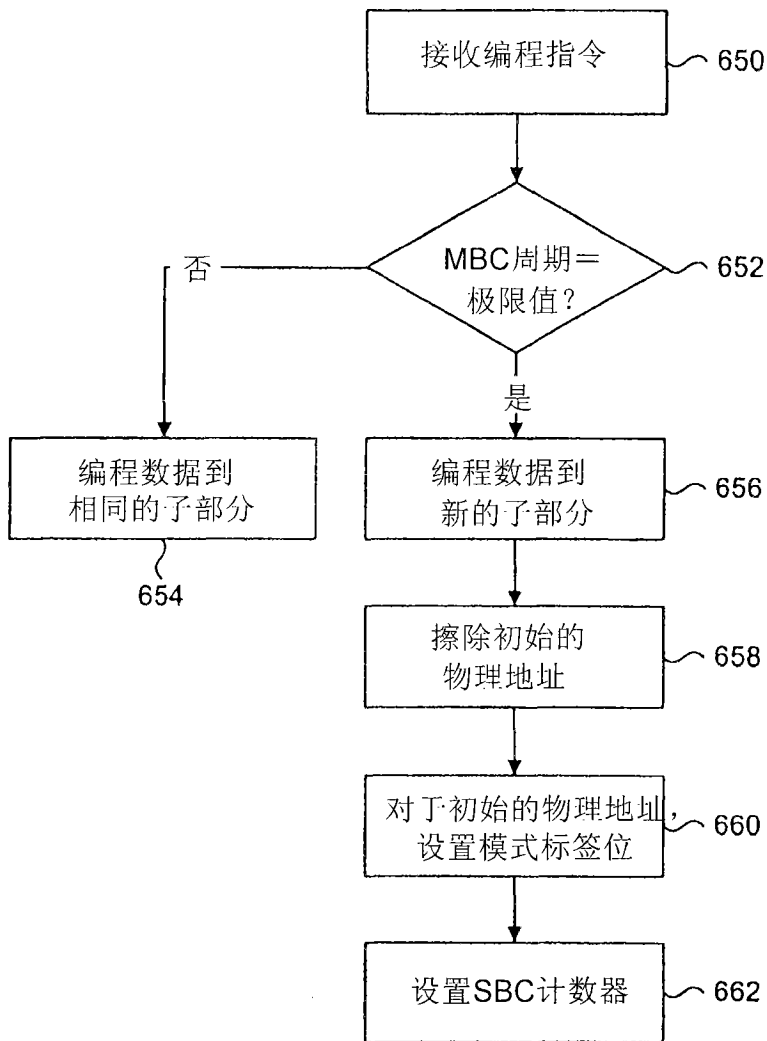 接收编程指令
650
MBC周期＝
极限值？
652
否
是
编程数据到
相同的子部分
654
编程数据到
新的子部分
656
擦除初始的
物理地址
658
对于初始的物理地址，
设置模式标签位
660
设置SBC计数器
662